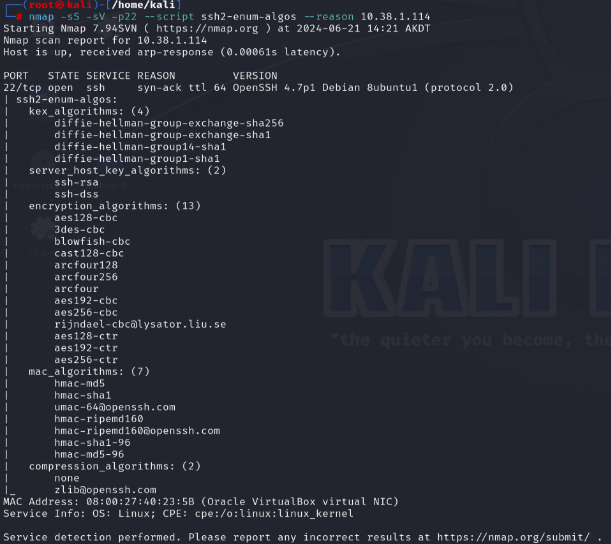 ┌──(root㉿kali)-[/home/kali]
└─# nmap -sS -sV -p22 --script ssh2-enum-algos --reason 10.38.1.114
Starting Nmap 7.94SVN ( https://nmap.org ) at 2024-06-21 14:21 AKDT
Nmap scan report for 10.38.1.114
Host is up, received arp-response (0.00061s latency).

PORT   STATE SERVICE REASON         VERSION
22/tcp open  ssh     syn-ack ttl 64 OpenSSH 4.7p1 Debian 8ubuntu1 (protocol 2.0)
| ssh2-enum-algos:
|   kex_algorithms: (4)
|       diffie-hellman-group-exchange-sha256
|       diffie-hellman-group-exchange-sha1
|       diffie-hellman-group14-sha1
|       diffie-hellman-group1-sha1
|   server_host_key_algorithms: (2)
|       ssh-rsa
|       ssh-dss
|   encryption_algorithms: (13)
|       aes128-cbc
|       3des-cbc
|       blowfish-cbc
|       cast128-cbc
|       arcfour128
|       arcfour256
|       arcfour
|       aes192-cbc
|       aes256-cbc
|       rijndael-cbc@lysator.liu.se
|       aes128-ctr
|       aes192-ctr
|       aes256-ctr
|   mac_algorithms: (7)
|       hmac-md5
|       hmac-sha1
|       umac-64@openssh.com
|       hmac-ripemd160
|       hmac-ripemd160@openssh.com
|       hmac-sha1-96
|       hmac-md5-96
|   compression_algorithms: (2)
|       none
|_      zlib@openssh.com
MAC Address: 08:00:27:40:23:5B (Oracle VirtualBox virtual NIC)
Service Info: OS: Linux; CPE: cpe:/o:linux:linux_kernel

Service detection performed. Please report any incorrect results at https://nmap.org/submit/ .
KALI
"the quieter you become, the